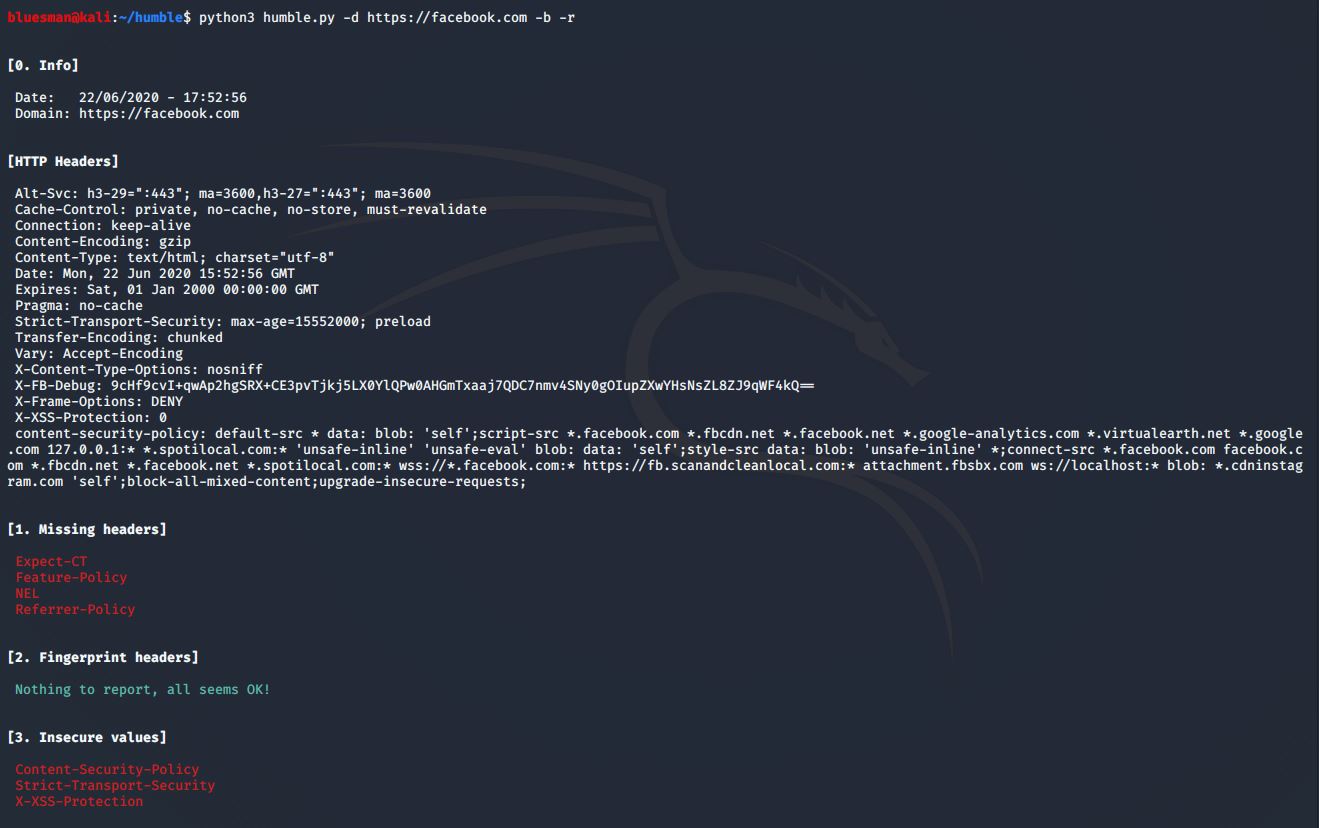 bluesman@kali:~/humble$ python3 humble.py -d https://facebook.com -b -r
[0. Info]
Date:   22/06/2020 - 17:52:56
Domain: https://facebook.com
[HTTP Headers]
Alt-Svc: h3-29=":443"; ma=3600,h3-27=":443"; ma=3600
Cache-Control: private, no-cache, no-store, must-revalidate
Connection: keep-alive
Content-Encoding: gzip
Content-Type: text/html; charset="utf-8"
Date: Mon, 22 Jun 2020 15:52:56 GMT
Expires: Sat, 01 Jan 2000 00:00:00 GMT
Pragma: no-cache
Strict-Transport-Security: max-age=15552000; preload
Transfer-Encoding: chunked
Vary: Accept-Encoding
X-Content-Type-Options: nosniff
X-FB-Debug: 9cHf9cvI+qwAp2hgSRX+CE3pvTjkj5LX0YlQPw0AHGmTxaaj7QDC7nmv4SNy0gOIupZXwYHsNsZL8ZJ9qWF4kQ==
X-Frame-Options: DENY
X-XSS-Protection: 0
content-security-policy: default-src * data: blob: 'self';script-src *.facebook.com *.fbcdn.net *.facebook.net *.google-analytics.com *.virtualearth.net *.google
.com 127.0.0.1:* *.spotilocal.com:* 'unsafe-inline' 'unsafe-eval' blob: data: 'self';style-src data: blob: 'unsafe-inline' *;connect-src *.facebook.com facebook.c
om *.fbcdn.net *.facebook.net *.spotilocal.com:* wss://*.facebook.com:* https://fb.scanandcleanlocal.com:* attachment.fbsbx.com ws://localhost:* blob: *.cdninstag
ram.com 'self';block-all-mixed-content;upgrade-insecure-requests;
[1. Missing headers]
Expect-CT
Feature-Policy
NEL
Referrer-Policy
[2. Fingerprint headers]
Nothing to report, all seems OK!
[3. Insecure values]
Content-Security-Policy
Strict-Transport-Security
X-XSS-Protection